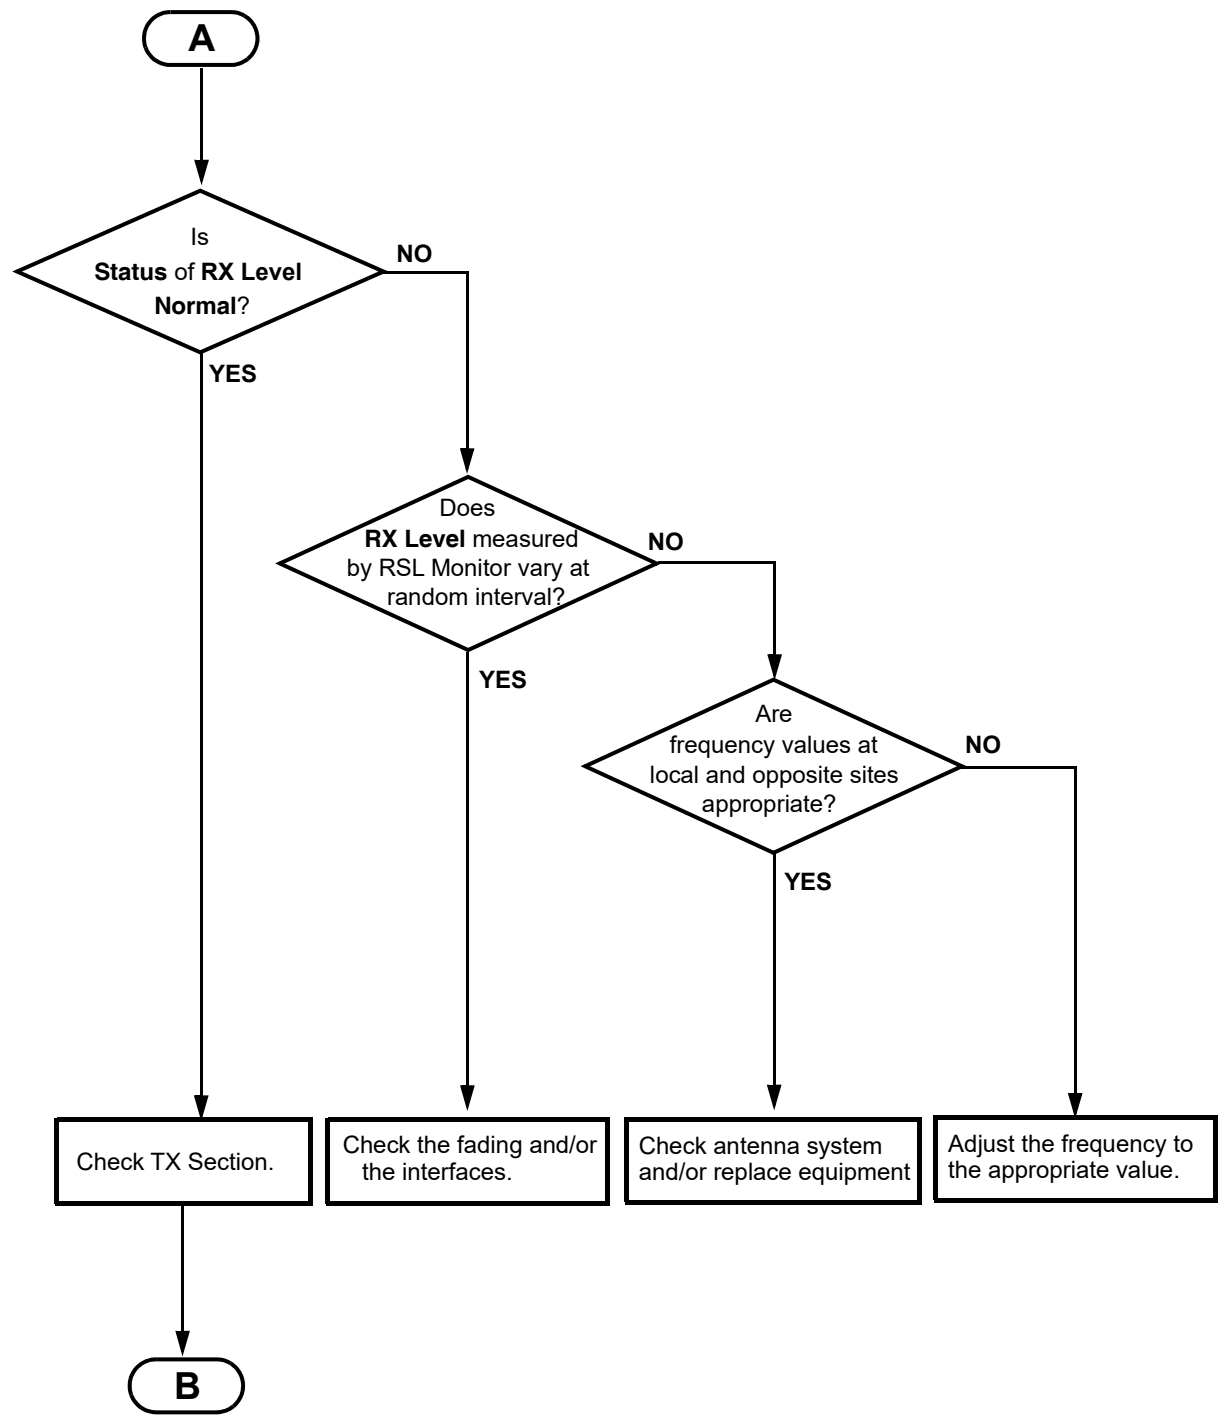 A
Is
Status of RX Level
Normal?
NO
YES
Does
RX Level measured
by RSL Monitor vary at
random interval?
NO
YES
Are
frequency values at
local and opposite sites
appropriate?
NO
YES
Check TX Section.
Check the fading and/or
the interfaces.
Check antenna system
and/or replace equipment
Adjust the frequency to
the appropriate value.
B